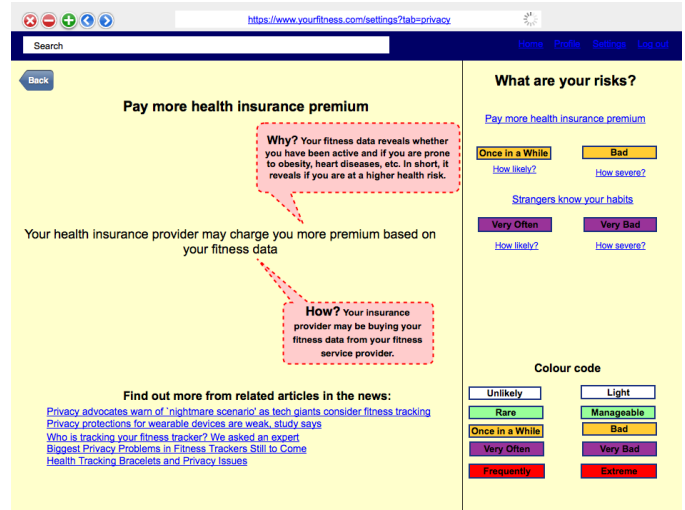 https://www.yourfitness.com/settings?tab=privacy
Search
Home Profile Settings Log out
Back
Pay more health insurance premium
Why? Your fitness data reveals whether
you have been active and if you are prone
to obesity, heart diseases, etc. In short, it
reveals if you are at a higher health risk.
Your health insurance provider may charge you more premium based on
your fitness data
How? Your insurance
provider may be buying your
fitness data from your fitness
service provider.
Find out more from related articles in the news:
Privacy advocates warn of `nightmare scenario' as tech giants consider fitness tracking
Privacy protections for wearable devices are weak, study says
Who is tracking your fitness tracker? We asked an expert
Biggest Privacy Problems in Fitness Trackers Still to Come
Health Tracking Bracelets and Privacy Issues
What are your risks?
Pay more health insurance premium
Once in a While Bad
How likely? How severe?
Strangers know your habits
Very Often Very Bad
How likely? How severe?
Colour code
Unlikely Light
Rare Manageable
Once in a While Bad
Very Often Very Bad
Frequently Extreme